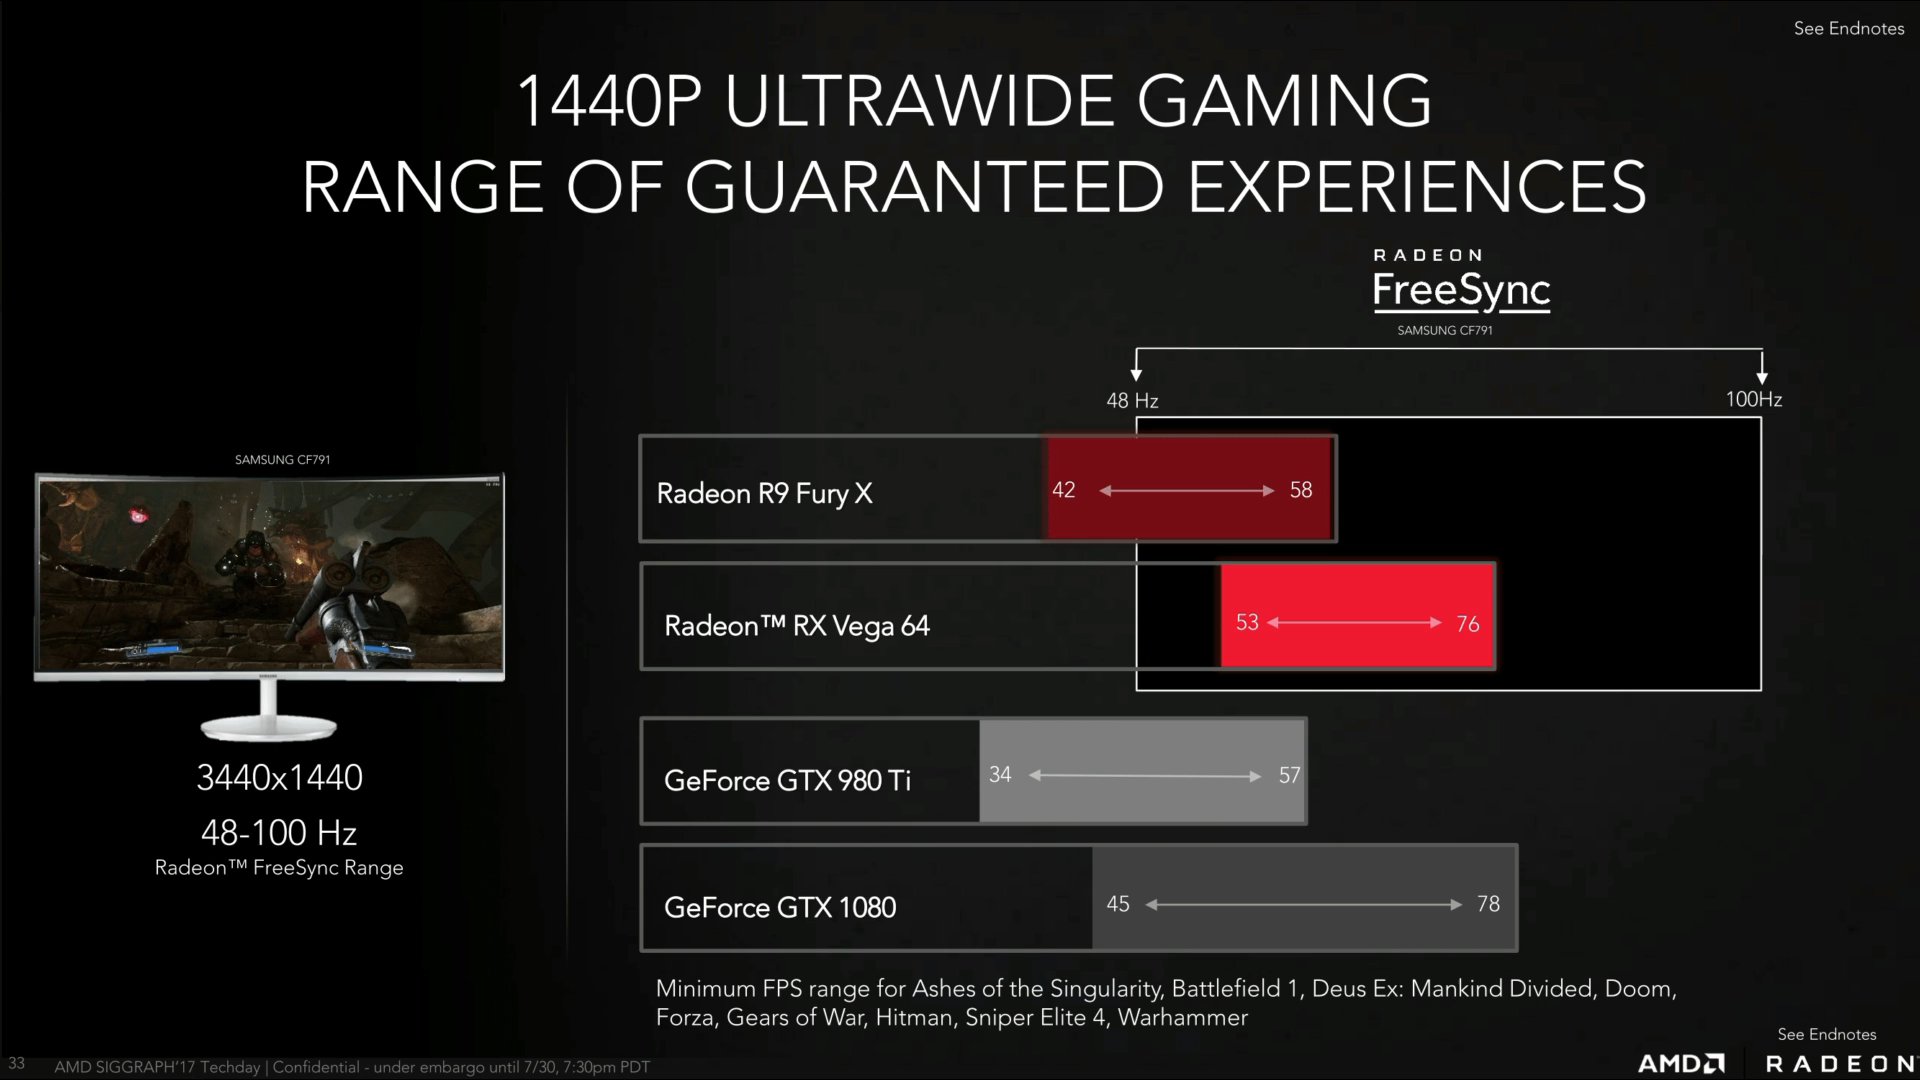 See Endnotes
1440P ULTRAWIDE GAMING
RANGE OF GUARANTEED EXPERIENCES
RADEON
FreeSync
SAMSUNG CF791
48 Hz
100Hz
SAMSUNG CF791
3440x1440
48-100 Hz
Radeon™ FreeSync Range
Radeon R9 Fury X
42
58
Radeon™ RX Vega 64
53
76
GeForce GTX 980 Ti
34
57
GeForce GTX 1080
45
78
Minimum FPS range for Ashes of the Singularity, Battlefield 1, Deus Ex: Mankind Divided, Doom,
Forza, Gears of War, Hitman, Sniper Elite 4, Warhammer
See Endnotes
33
AMD SIGGRAPH'17 Techday | Confidential - under embargo until 7/30, 7:30pm PDT
AMD
RADEON